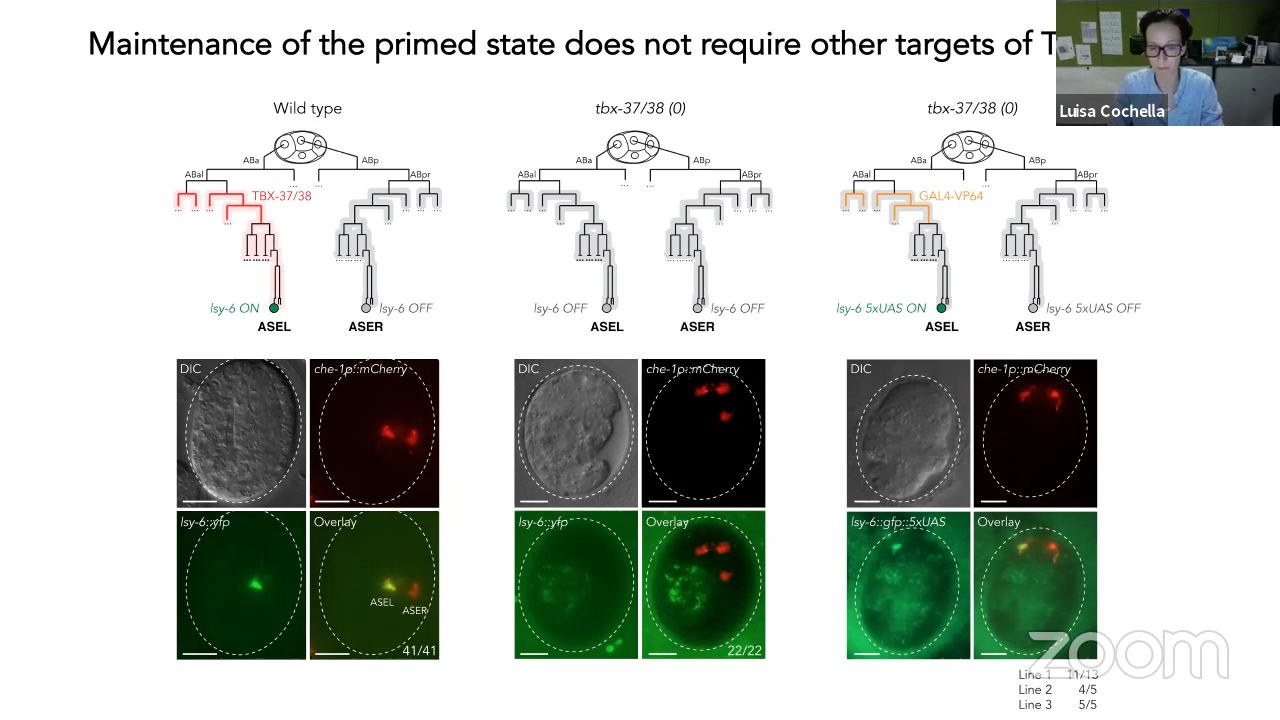 Maintenance of the primed state does not require other targets of T
Luisa Cochella
Wild type
ABa
ABp
ABal
ABpr
TBX-37/38
lsy-6 ON
lsy-6 OFF
ASEL
ASER
tbx-37/38 (0)
ABa
ABp
ABal
ABpr
lsy-6 OFF
lsy-6 OFF
ASEL
ASER
tbx-37/38 (0)
ABa
ABp
ABal
ABpr
GAL4-VP64
lsy-6 5xUAS ON
lsy-6 5xUAS OFF
ASEL
ASER
DIC
che-1p::mCherry
lsy-6::yfp
Overlay
ASEL
ASER
41/41
DIC
che-1p::mCherry
lsy-6::yfp
Overlay
22/22
DIC
che-1p::mCherry
lsy-6::gfp::5xUAS
Overlay
Line 1 11/13
Line 2 4/5
Line 3 5/5
zoom